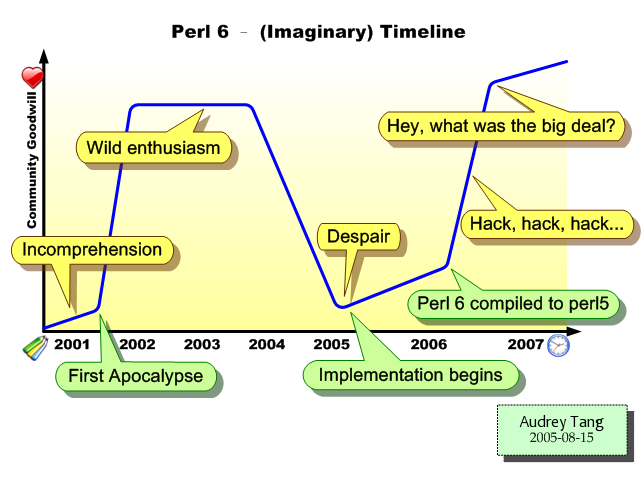 Perl 6 – (Imaginary) Timeline
Community Goodwill
Hey, what was the big deal?
Wild enthusiasm
Hack, hack, hack...
Despair
Incomprehension
Perl 6 compiled to perl5
2001 2002 2003 2004 2005 2006 2007
First Apocalypse
Implementation begins
Audrey Tang
2005-08-15